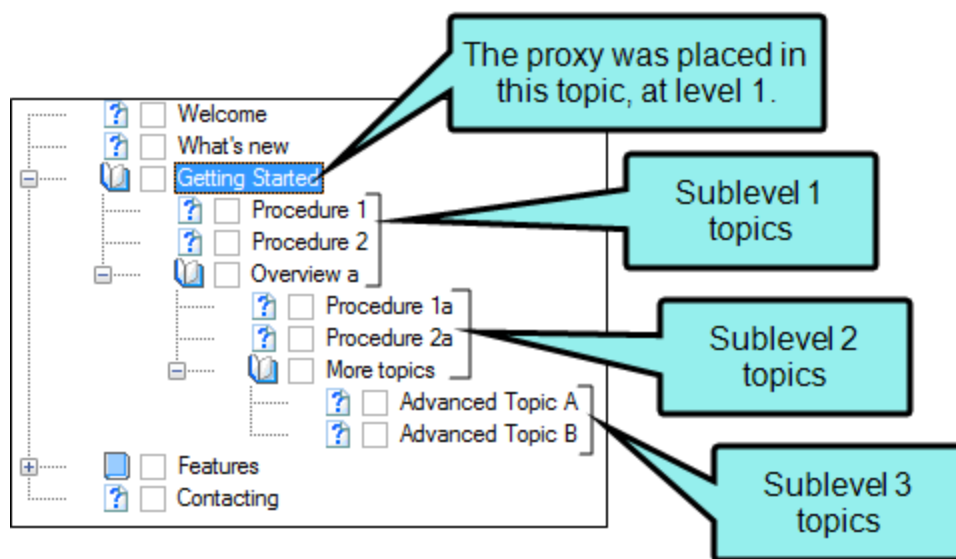 The proxy was placed in
this topic, at level 1.
Welcome
What's new
Getting Started
Procedure 1
Procedure 2
Overview a
Sublevel 1
topics
Procedure 1a
Procedure 2a
More topics
Sublevel 2
topics
Advanced Topic A
Advanced Topic B
Features
Contacting
Sublevel 3
topics